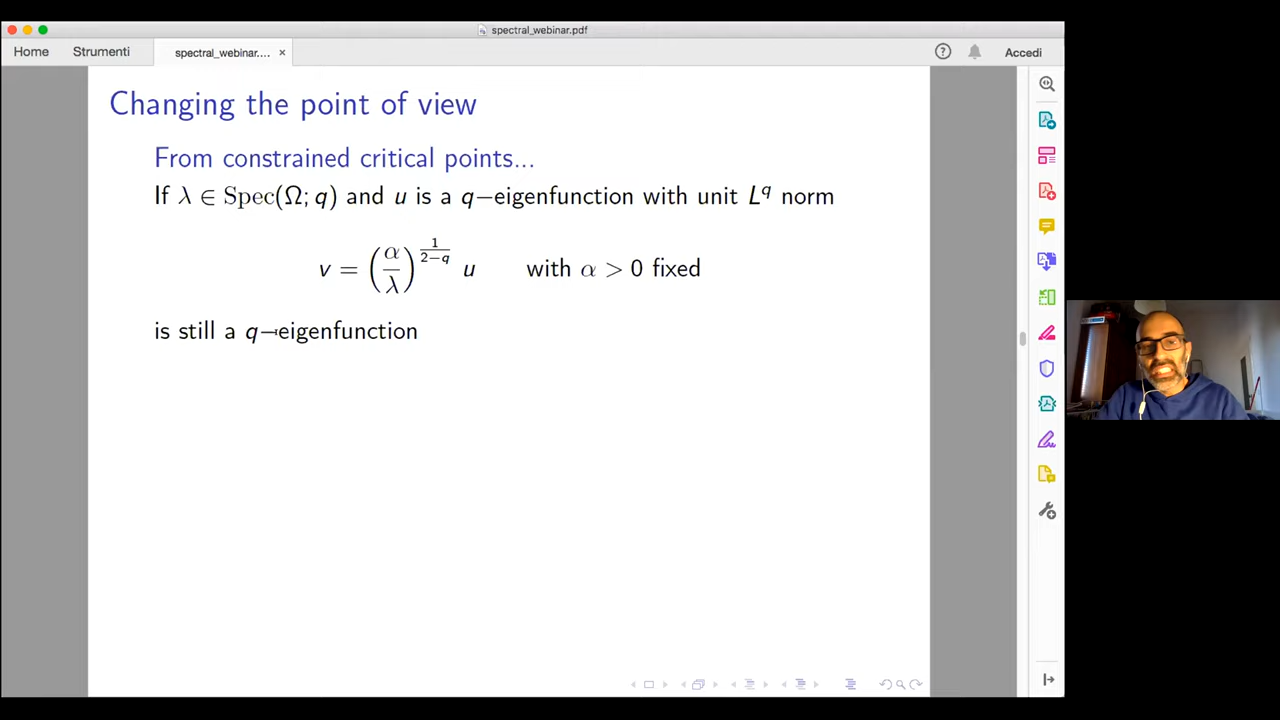 spectral_webinar.pdf
Home Strumenti spectral_webinar.... × Accedi
Changing the point of view
From constrained critical points...
If λ ∈ Spec(Ω; q) and u is a q−eigenfunction with unit L^q norm
v = (α/λ)^{1/(2−q)} u with α > 0 fixed
is still a q−eigenfunction